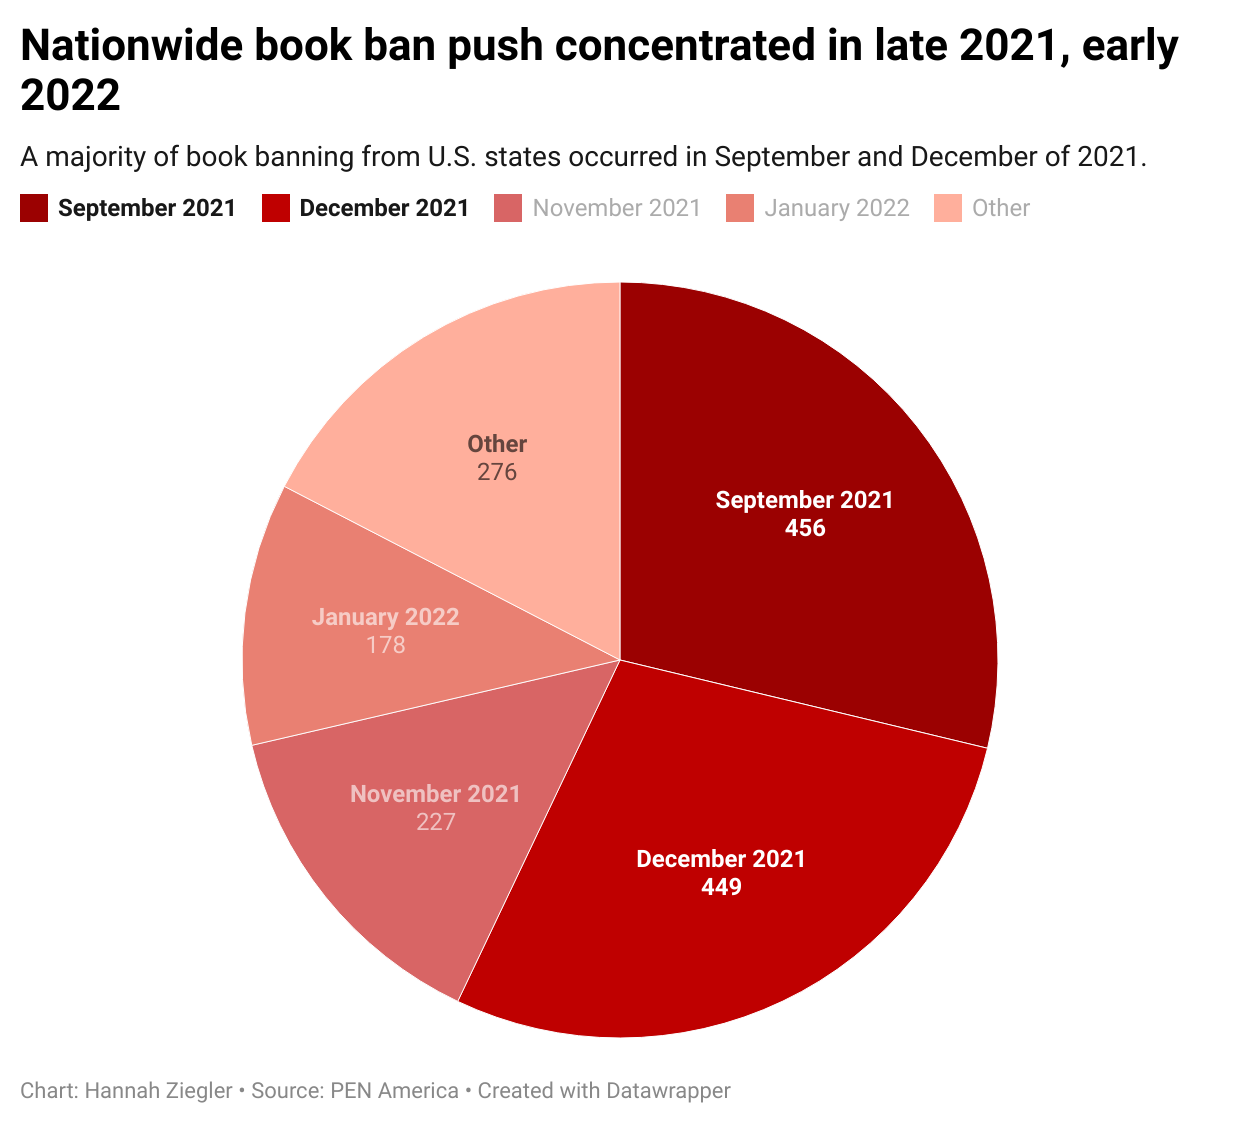 Nationwide book ban push concentrated in late 2021, early
2022
A majority of book banning from U.S. states occurred in September and December of 2021.
September 2021 December 2021 November 2021 January 2022 Other
Other
276
September 2021
456
January 2022
178
November 2021
227
December 2021
449
Chart: Hannah Ziegler • Source: PEN America • Created with Datawrapper